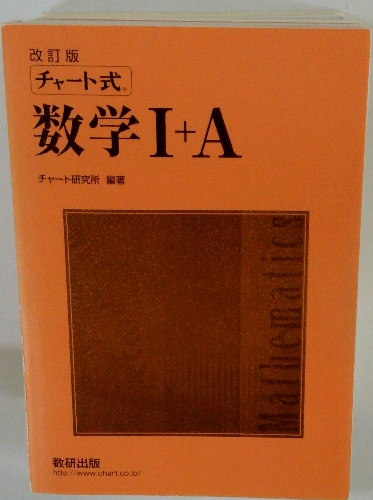 改訂版
チャート式®
数学I+A
チャート研究所 編著
Mathematics
数研出版
http://www.chart.co.jp/